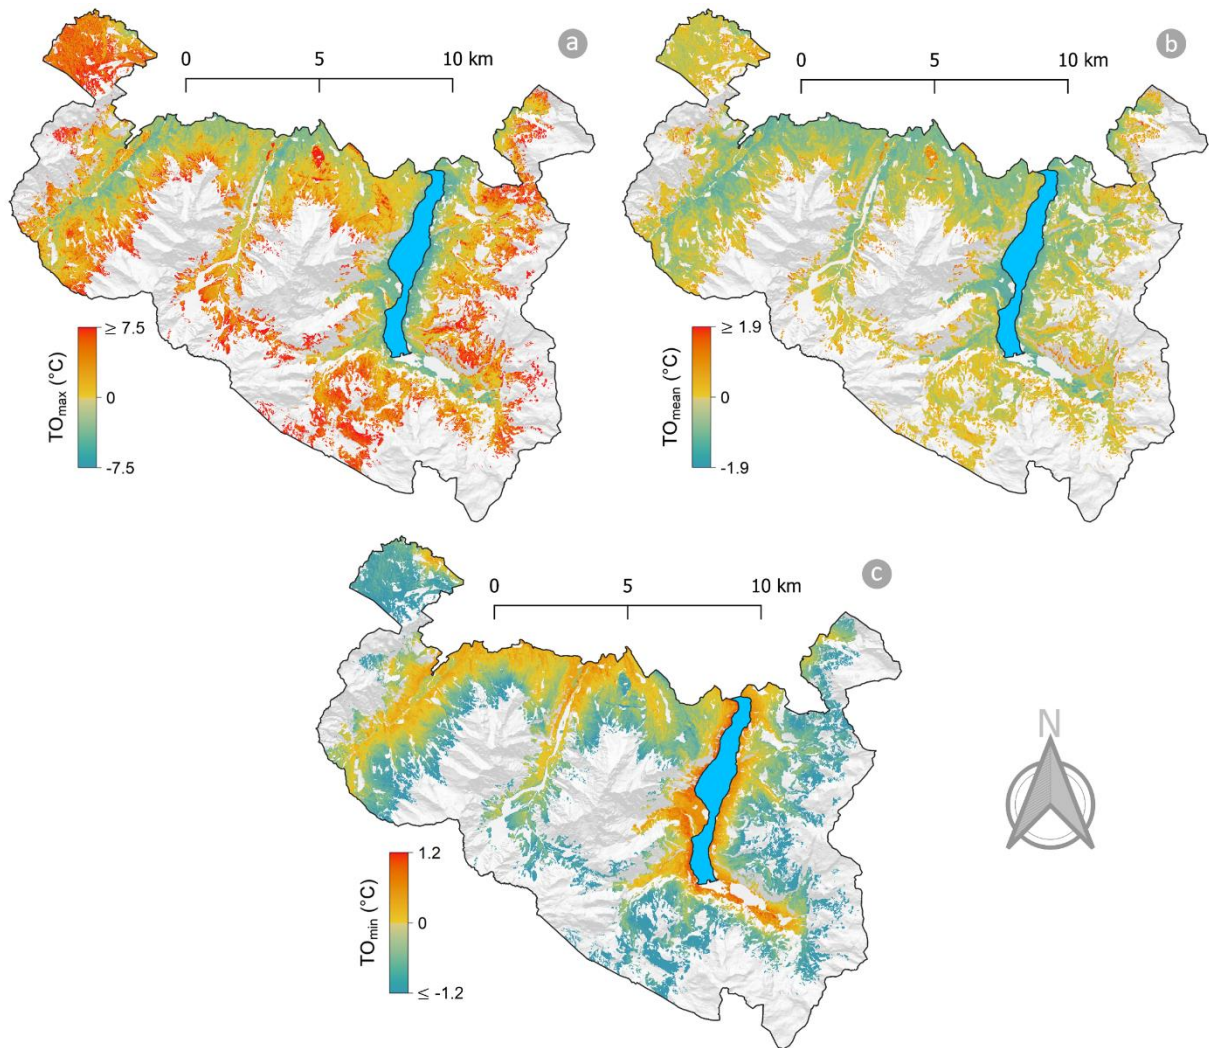 a
0 5 10 km
b
0 5 10 km
≥ 7.5
0
-7.5
TOmax (°C)
≥ 1.9
0
-1.9
TOmean (°C)
c
0 5 10 km
N
1.2
0
≤ -1.2
TOmin (°C)